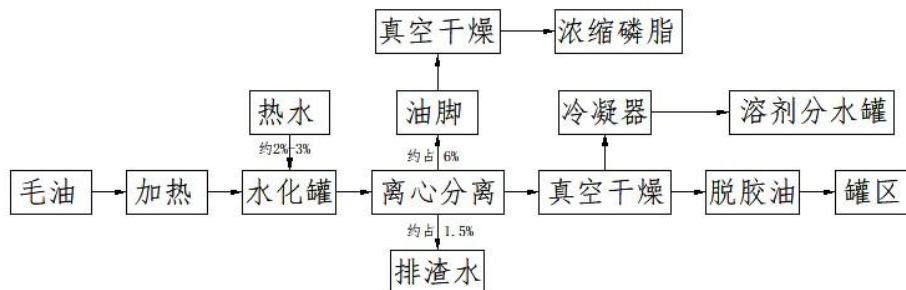 真空干燥
浓缩磷脂
热水
油脚
冷凝器
溶剂分水罐
约2%-3%
约占 6%
毛油
加热
水化罐
离心分离
真空干燥
脱胶油
罐区
约占 1.5%
排渣水